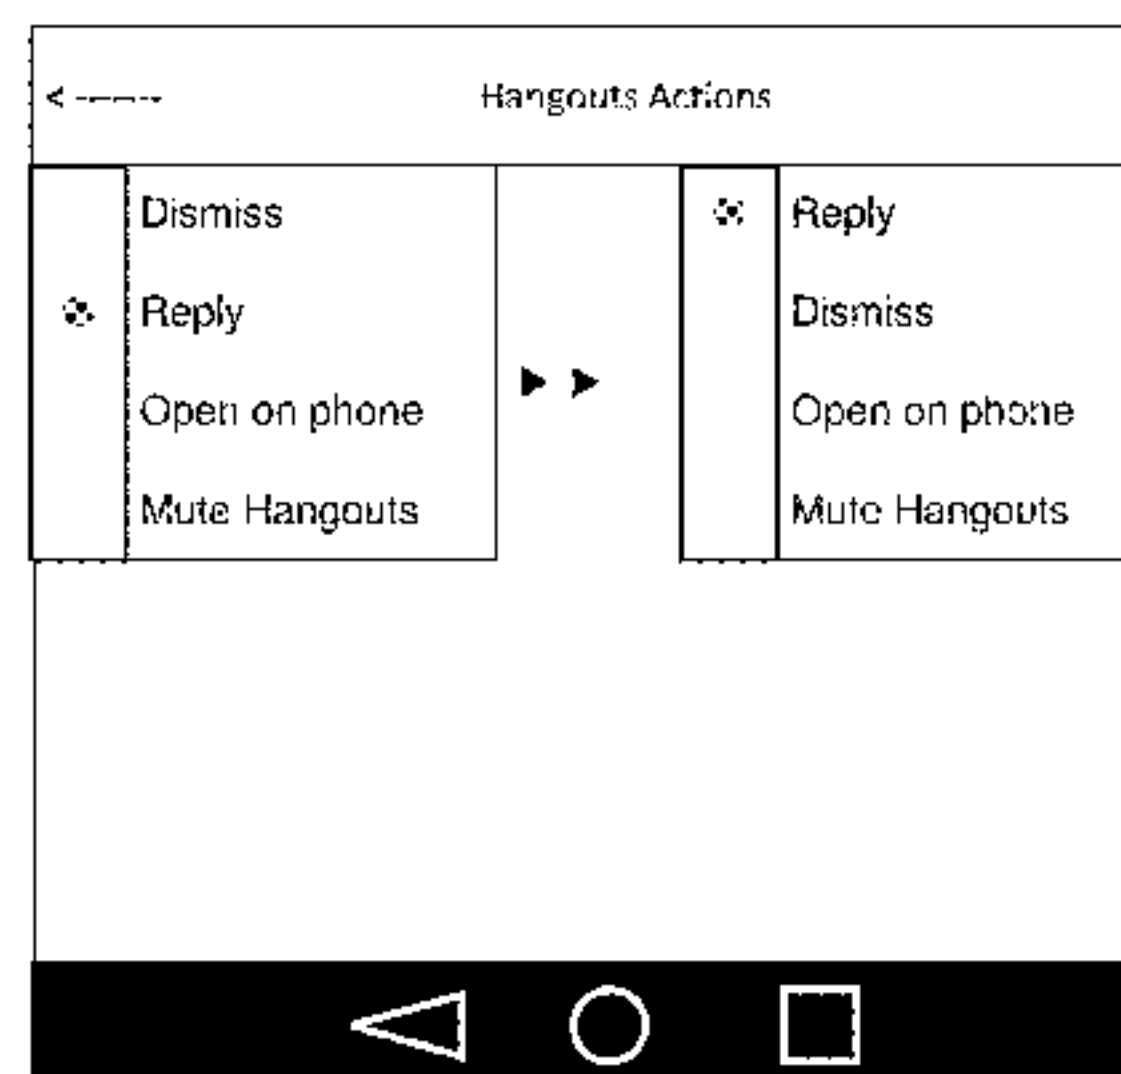 Hangouts Actions
Dismiss
Reply
Open on phone
Mute Hangouts
Reply
Dismiss
Open on phone
Mute Hangouts